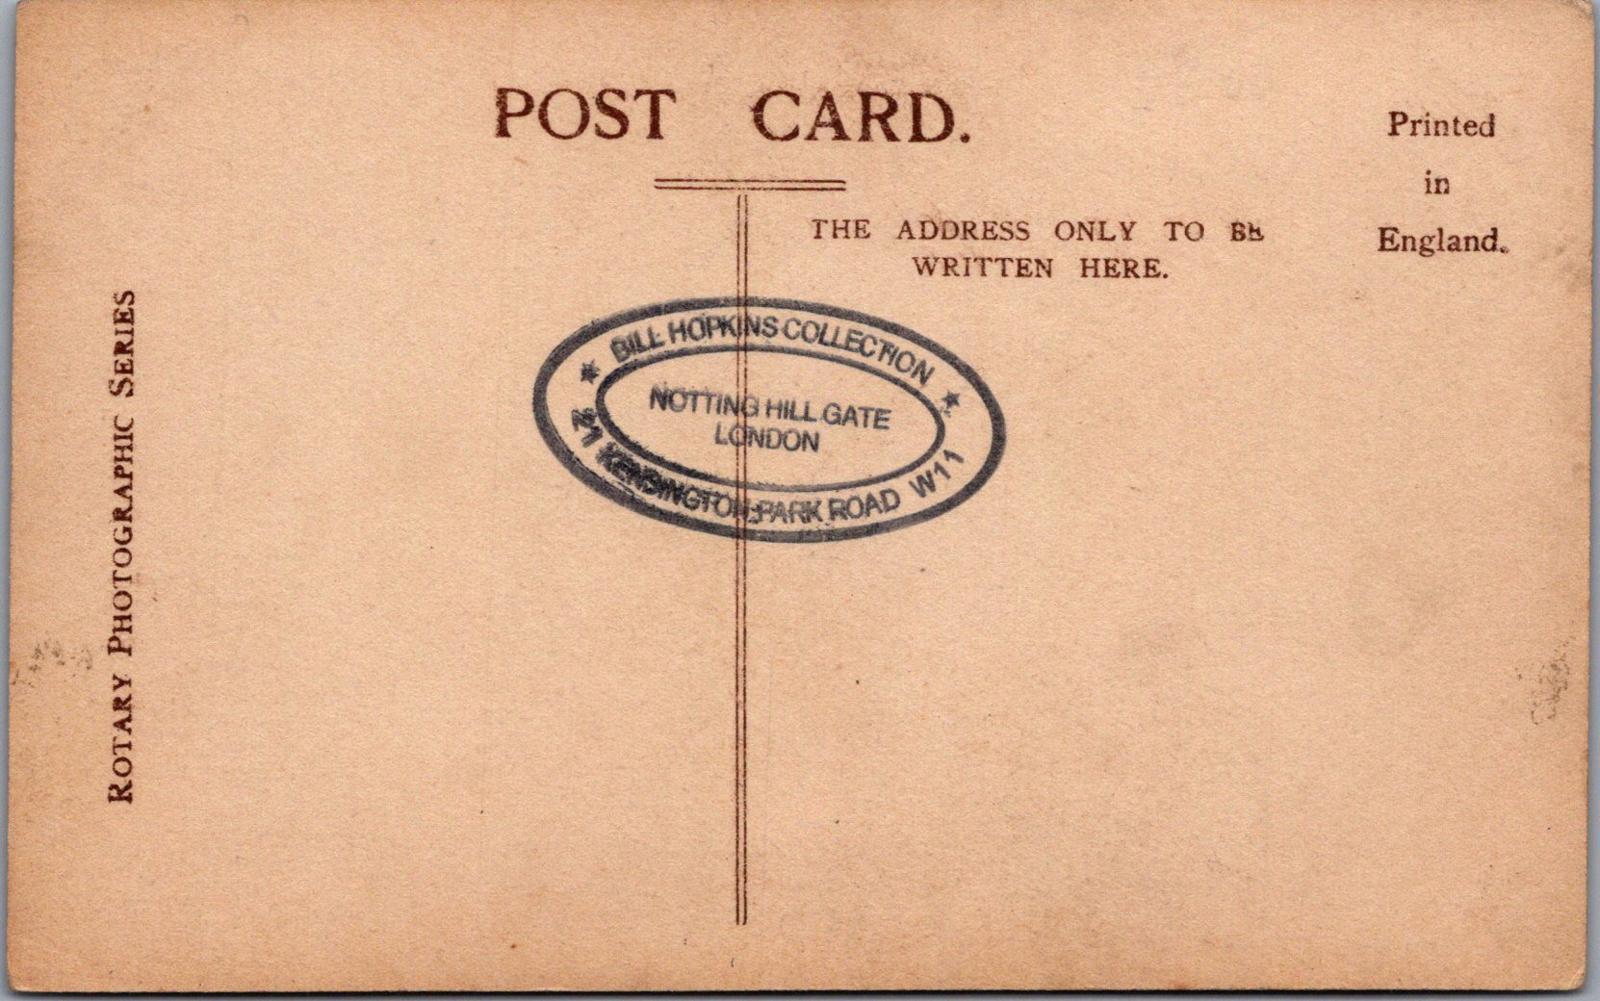 POST CARD.
Printed
in
England.
THE ADDRESS ONLY TO BE
WRITTEN HERE.
ROTARY PHOTOGRAPHIC SERIES
★ BILL HOPKINS COLLECTION ★
NOTTING HILL GATE
LONDON
21 KENSINGTON PARK ROAD W11